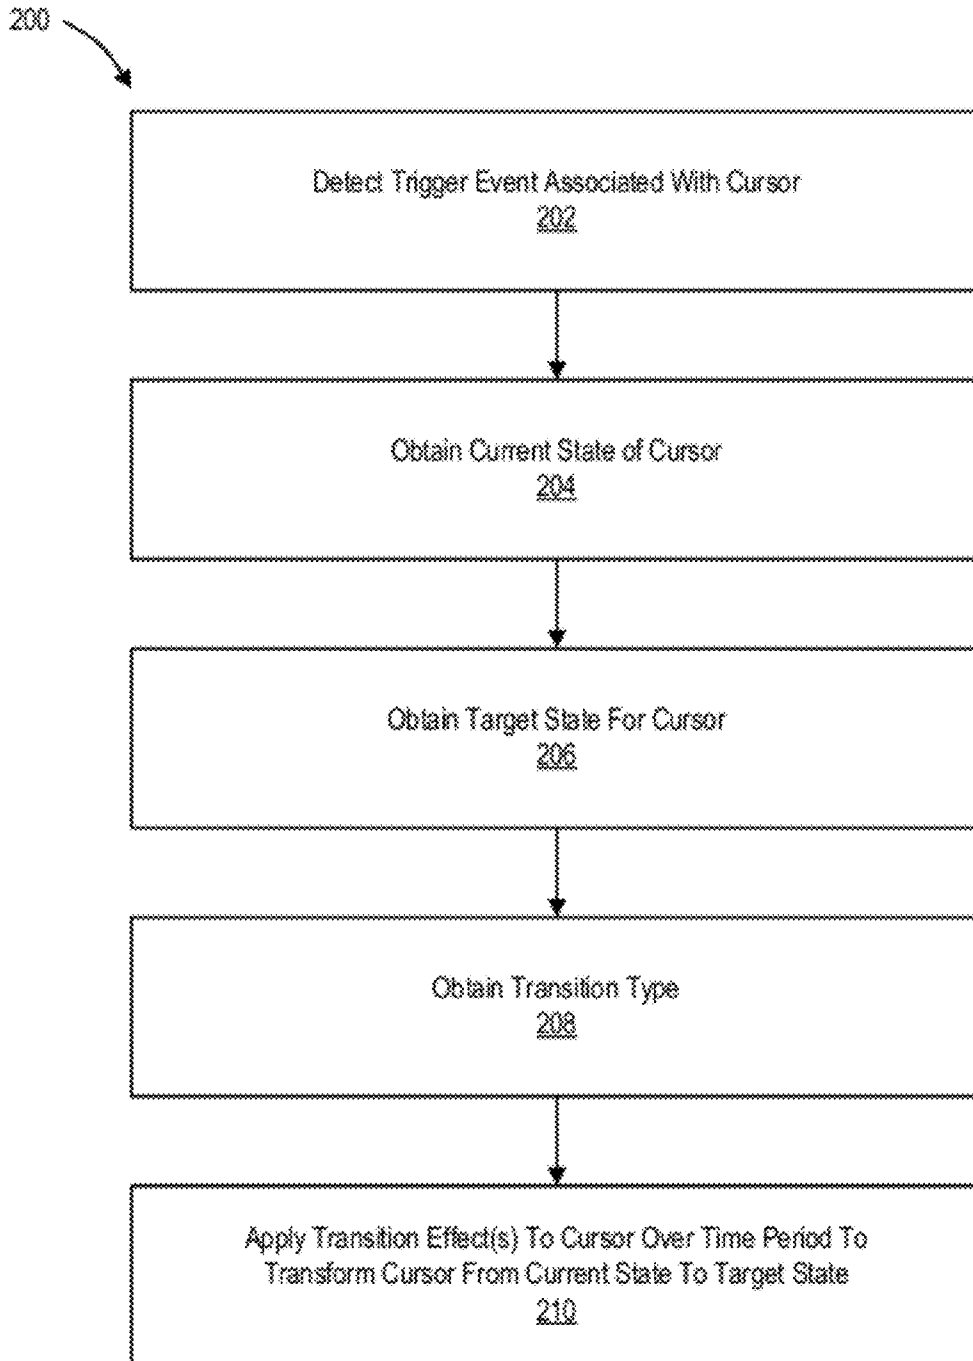 200
Detect Trigger Event Associated With Cursor
202
Obtain Current State of Cursor
204
Obtain Target State For Cursor
206
Obtain Transition Type
208
Apply Transition Effect(s) To Cursor Over Time Period To
Transform Cursor From Current State To Target State
210